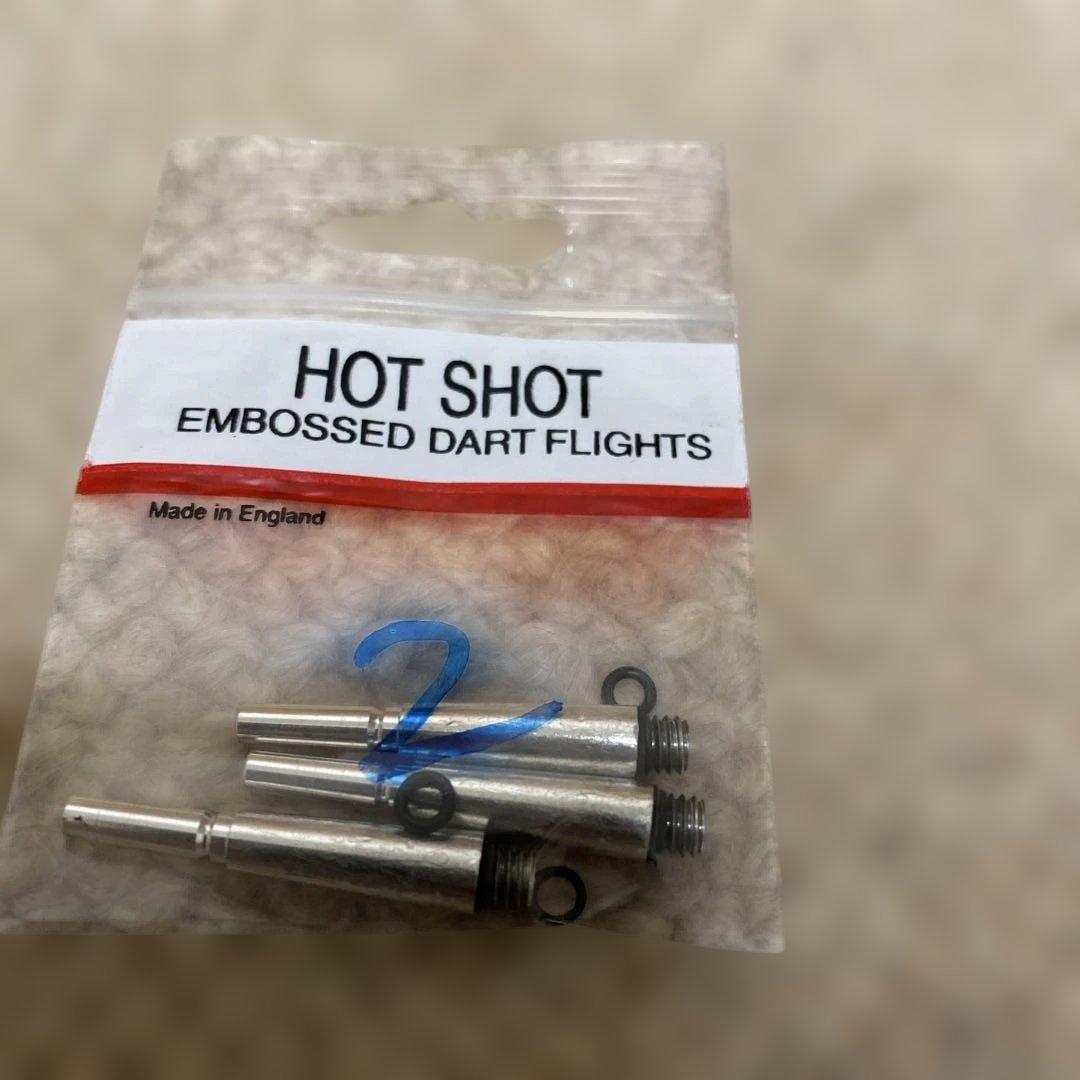 HOT SHOT
EMBOSSED DART FLIGHTS
Made in England
2